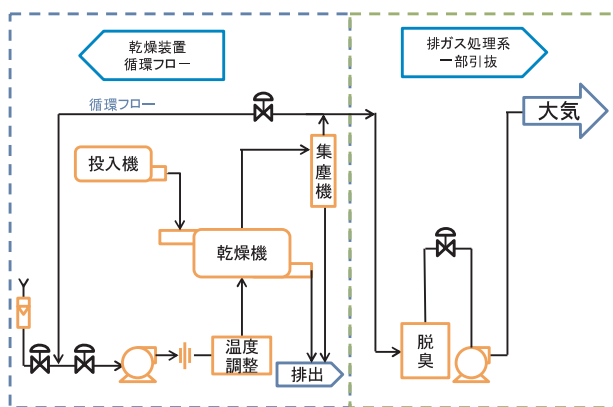 乾燥装置
循環フロー
排ガス処理系
一部引抜
循環フロー
大気
投入機
集塵機
乾燥機
温度
調整
排出
脱臭